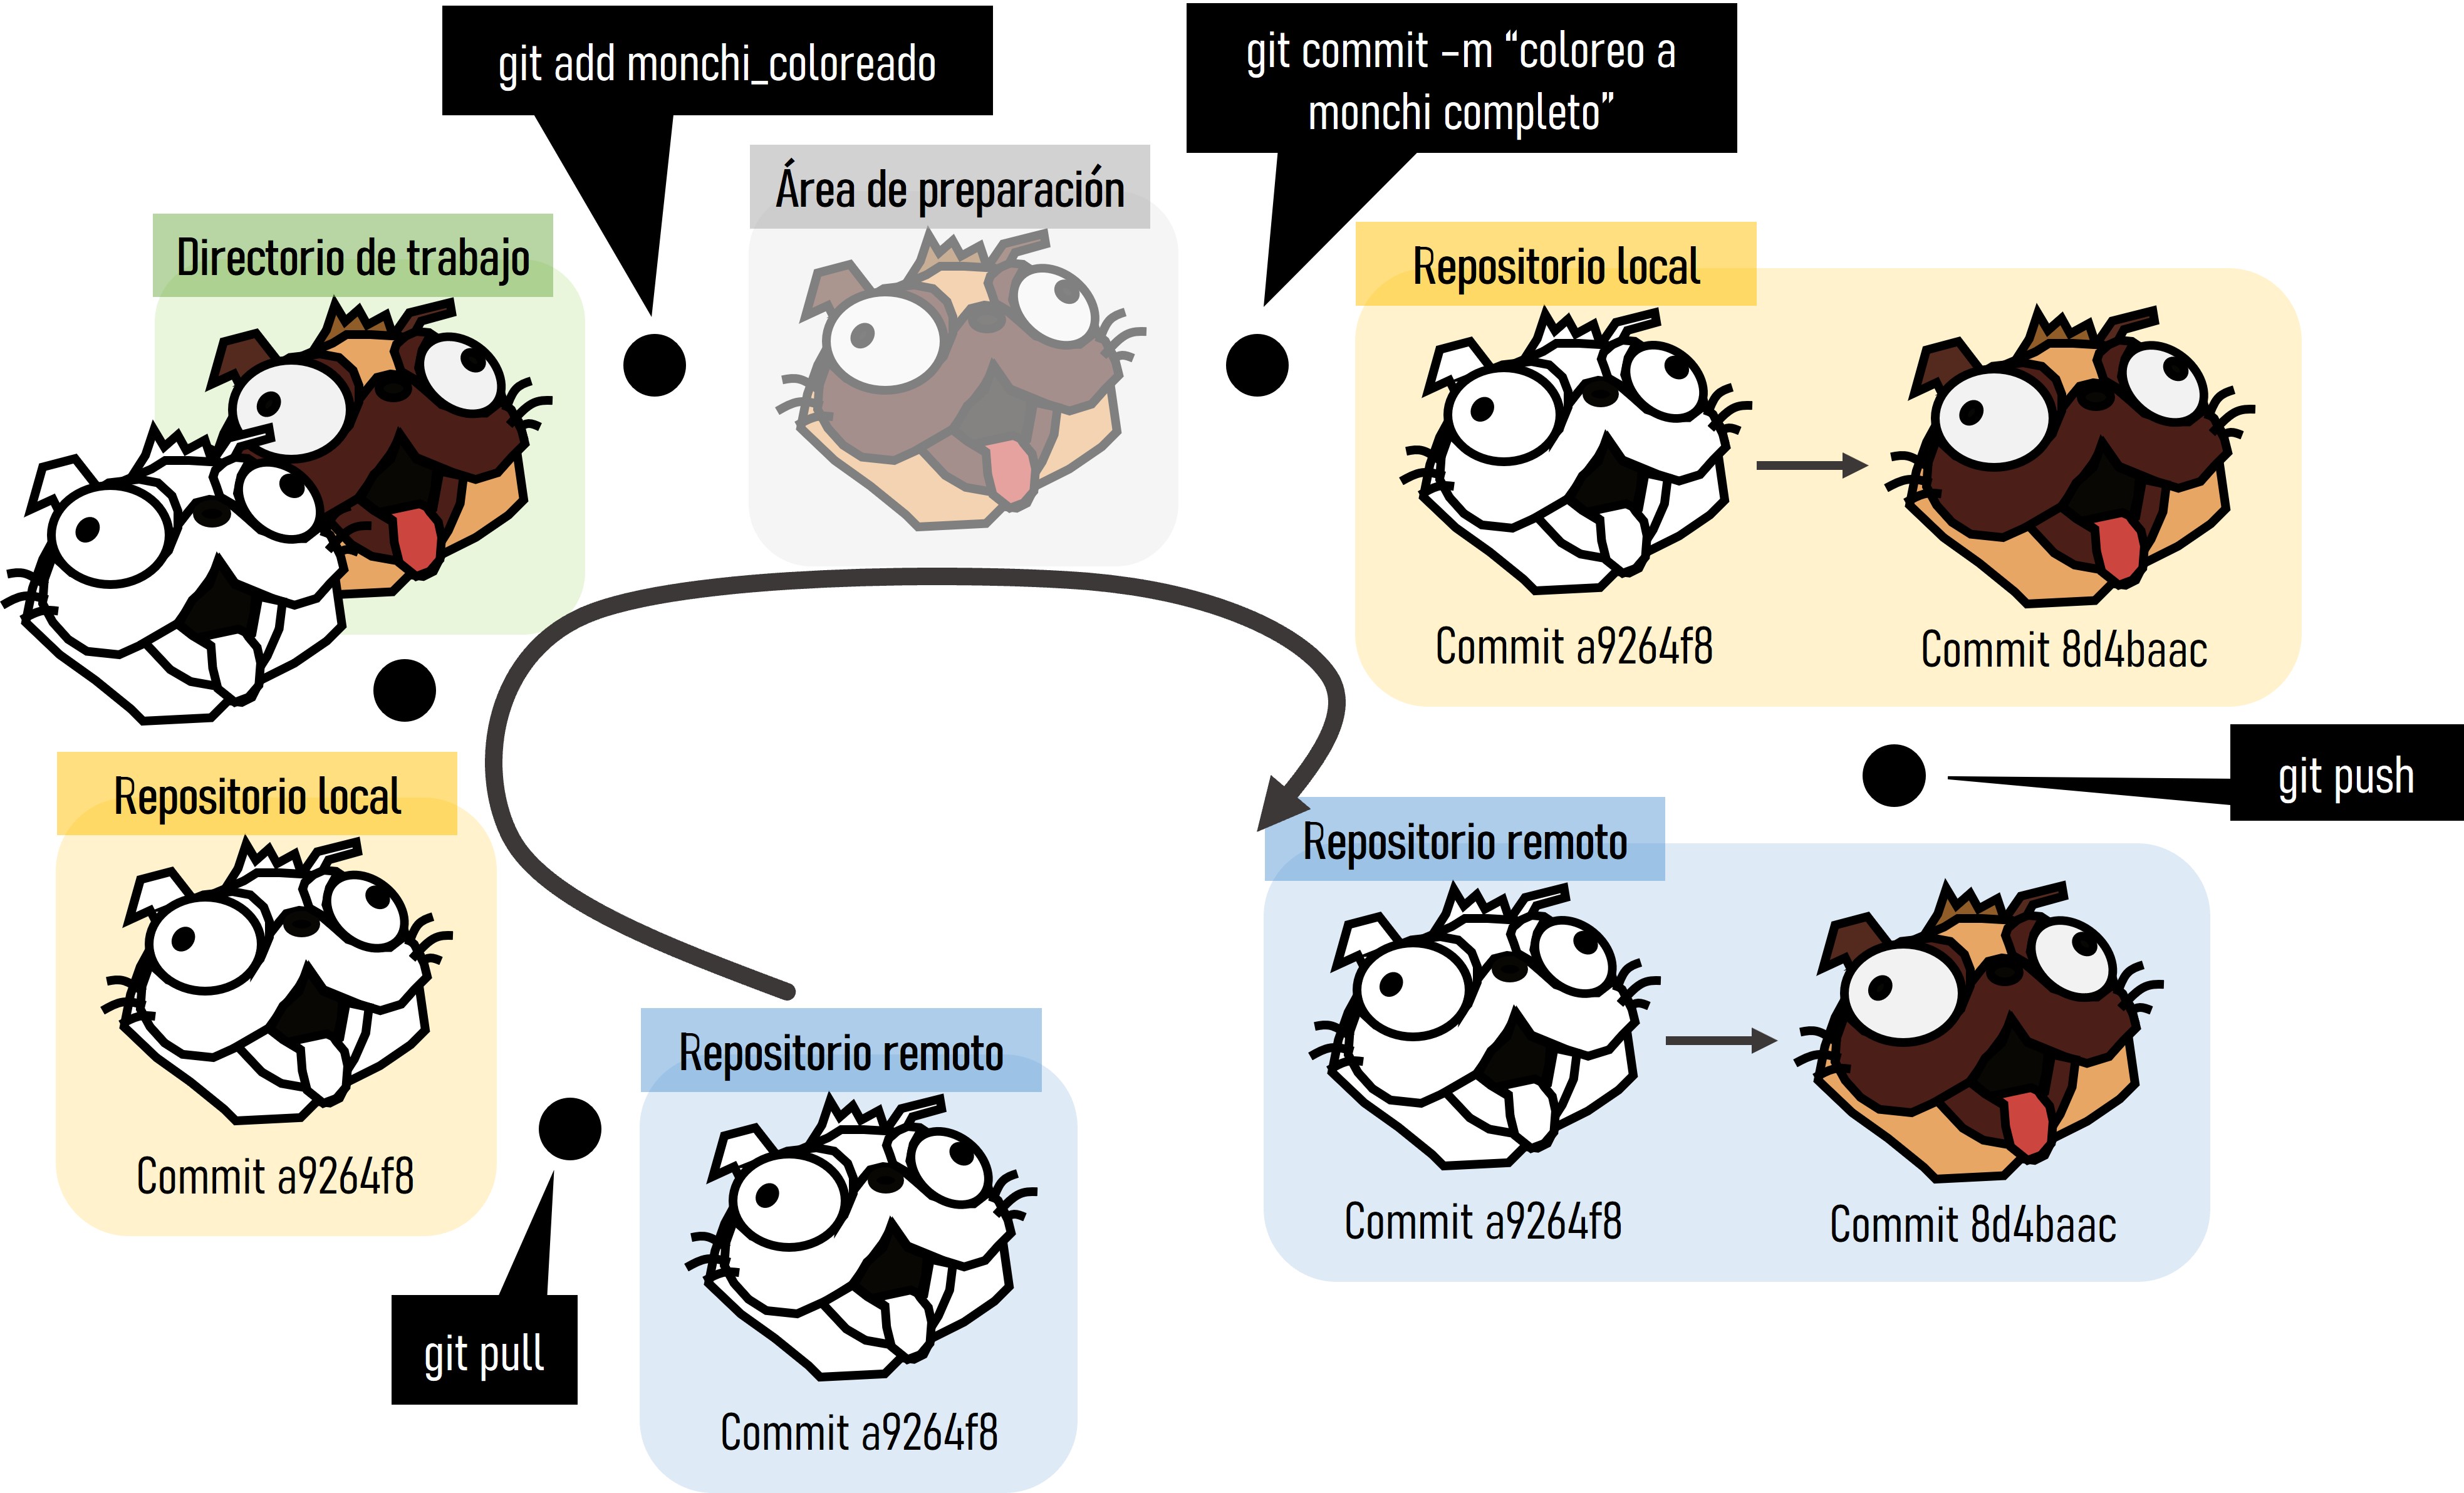 git add monchi_coloreado
git commit –m “coloreo a
monchi completo”
Área de preparación
Directorio de trabajo
Repositorio local
Commit a9264f8
Commit 8d4baac
git push
Repositorio local
Commit a9264f8
Repositorio remoto
Commit a9264f8
Commit 8d4baac
Repositorio remoto
Commit a9264f8
git pull